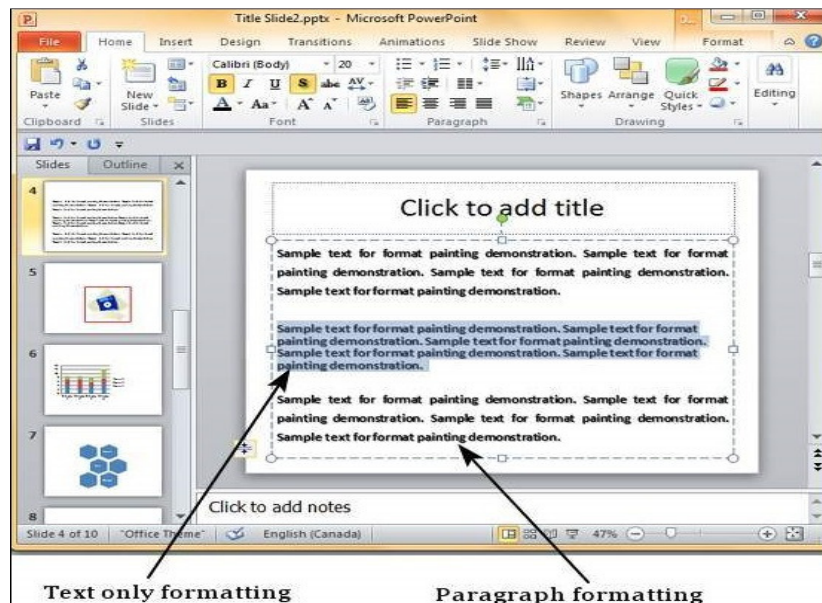 Title Slide2.pptx - Microsoft PowerPoint
File Home Insert Design Transitions Animations Slide Show Review View Format
Calibri (Body) 20
Paste New Slide Shapes Arrange Quick Styles Editing
Clipboard Slides Font Paragraph Drawing
Slides Outline
4
5
6
7
8
Click to add title
Sample text for format painting demonstration. Sample text for format
painting demonstration. Sample text for format painting demonstration.
Sample text for format painting demonstration.
Sample text for format painting demonstration. Sample text for format
painting demonstration. Sample text for format painting demonstration.
Sample text for format painting demonstration. Sample text for format
painting demonstration.
Sample text for format painting demonstration. Sample text for format
painting demonstration. Sample text for format painting demonstration.
Sample text for format painting demonstration.
Click to add notes
Slide 4 of 10 "Office Theme" English (Canada) 47%
Text only formatting Paragraph formatting